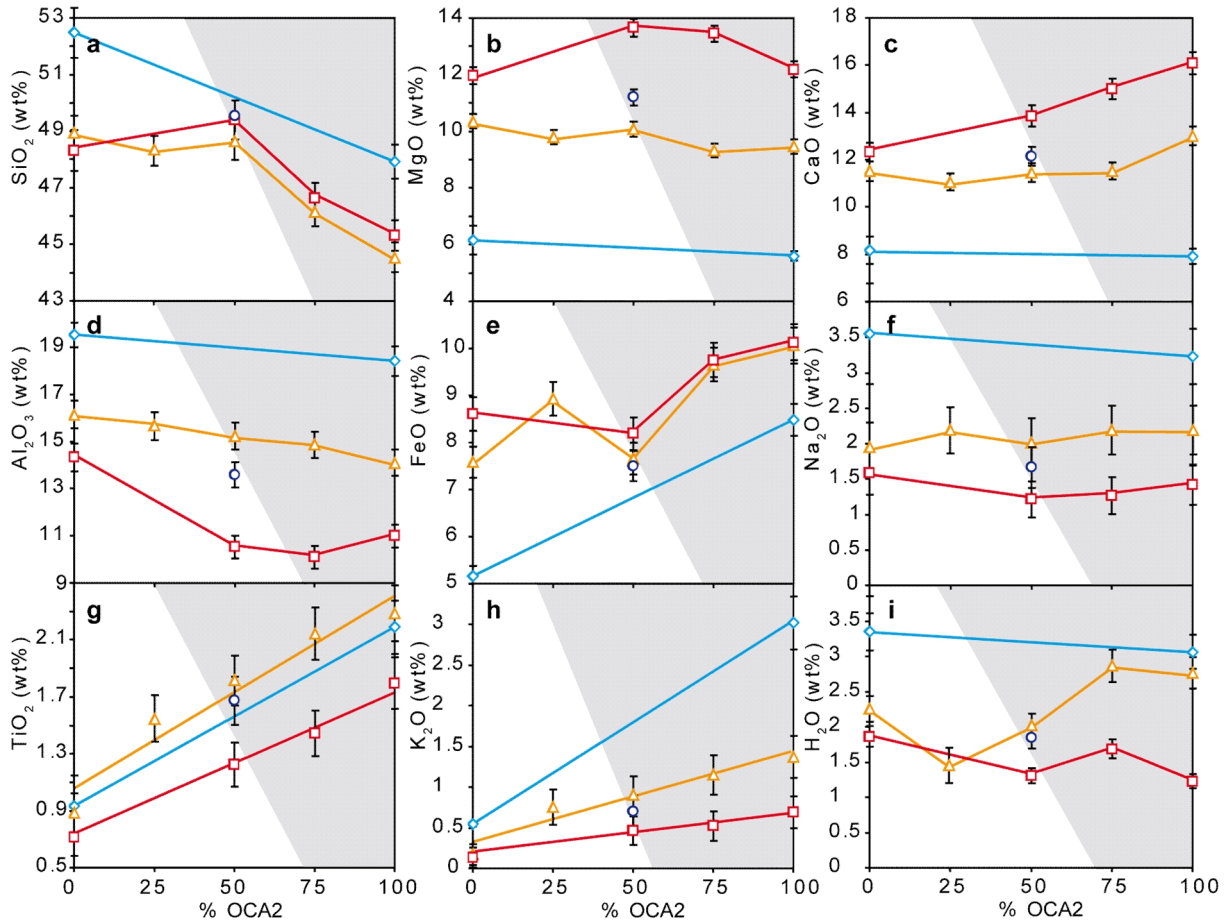 53
51
49
47
45
43
SiO2 (wt%)
a
14
12
10
8
6
4
MgO (wt%)
b
18
16
14
12
10
8
6
CaO (wt%)
c
19
17
15
13
11
9
Al2O3 (wt%)
d
10
9
8
7
6
5
FeO (wt%)
e
3.5
3
2.5
2
1.5
1
0.5
0
Na2O (wt%)
f
2.1
1.7
1.3
0.9
0.5
TiO2 (wt%)
g
0 25 50 75 100
% OCA2
3
2.5
2
1.5
1
0.5
0
K2O (wt%)
h
0 25 50 75 100
% OCA2
3.5
3
2.5
2
1.5
1
0.5
0
H2O (wt%)
i
0 25 50 75 100
% OCA2